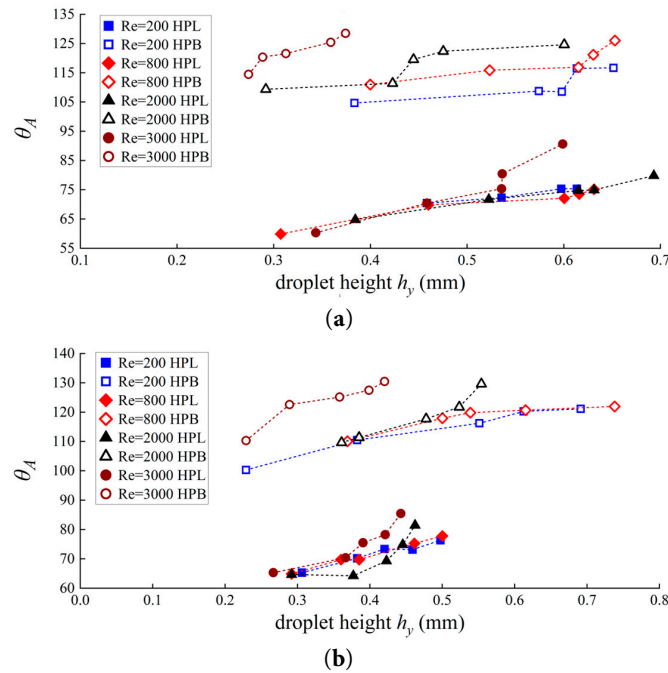 135
125
115
105
95
85
75
65
55
θA
Re=200 HPL
Re=200 HPB
Re=800 HPL
Re=800 HPB
Re=2000 HPL
Re=2000 HPB
Re=3000 HPL
Re=3000 HPB
0.1 0.2 0.3 0.4 0.5 0.6 0.7
droplet height hy (mm)
(a)
140
130
120
110
100
90
80
70
60
θA
Re=200 HPL
Re=200 HPB
Re=800 HPL
Re=800 HPB
Re=2000 HPL
Re=2000 HPB
Re=3000 HPL
Re=3000 HPB
0.0 0.1 0.2 0.3 0.4 0.5 0.6 0.7 0.8
droplet height hy (mm)
(b)